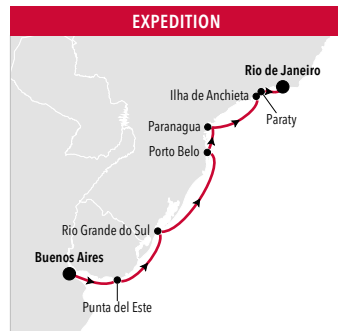 EXPEDITION
Rio de Janeiro
Ilha de Anchieta
Paraty
Paranagua
Porto Belo
Rio Grande do Sul
Buenos Aires
Punta del Este